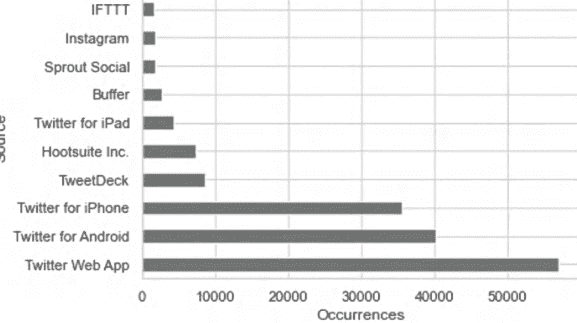 IFTTT
Instagram
Sprout Social
Buffer
Twitter for iPad
Hootsuite Inc.
TweetDeck
Twitter for iPhone
Twitter for Android
Twitter Web App
Source
0 10000 20000 30000 40000 50000
Occurrences